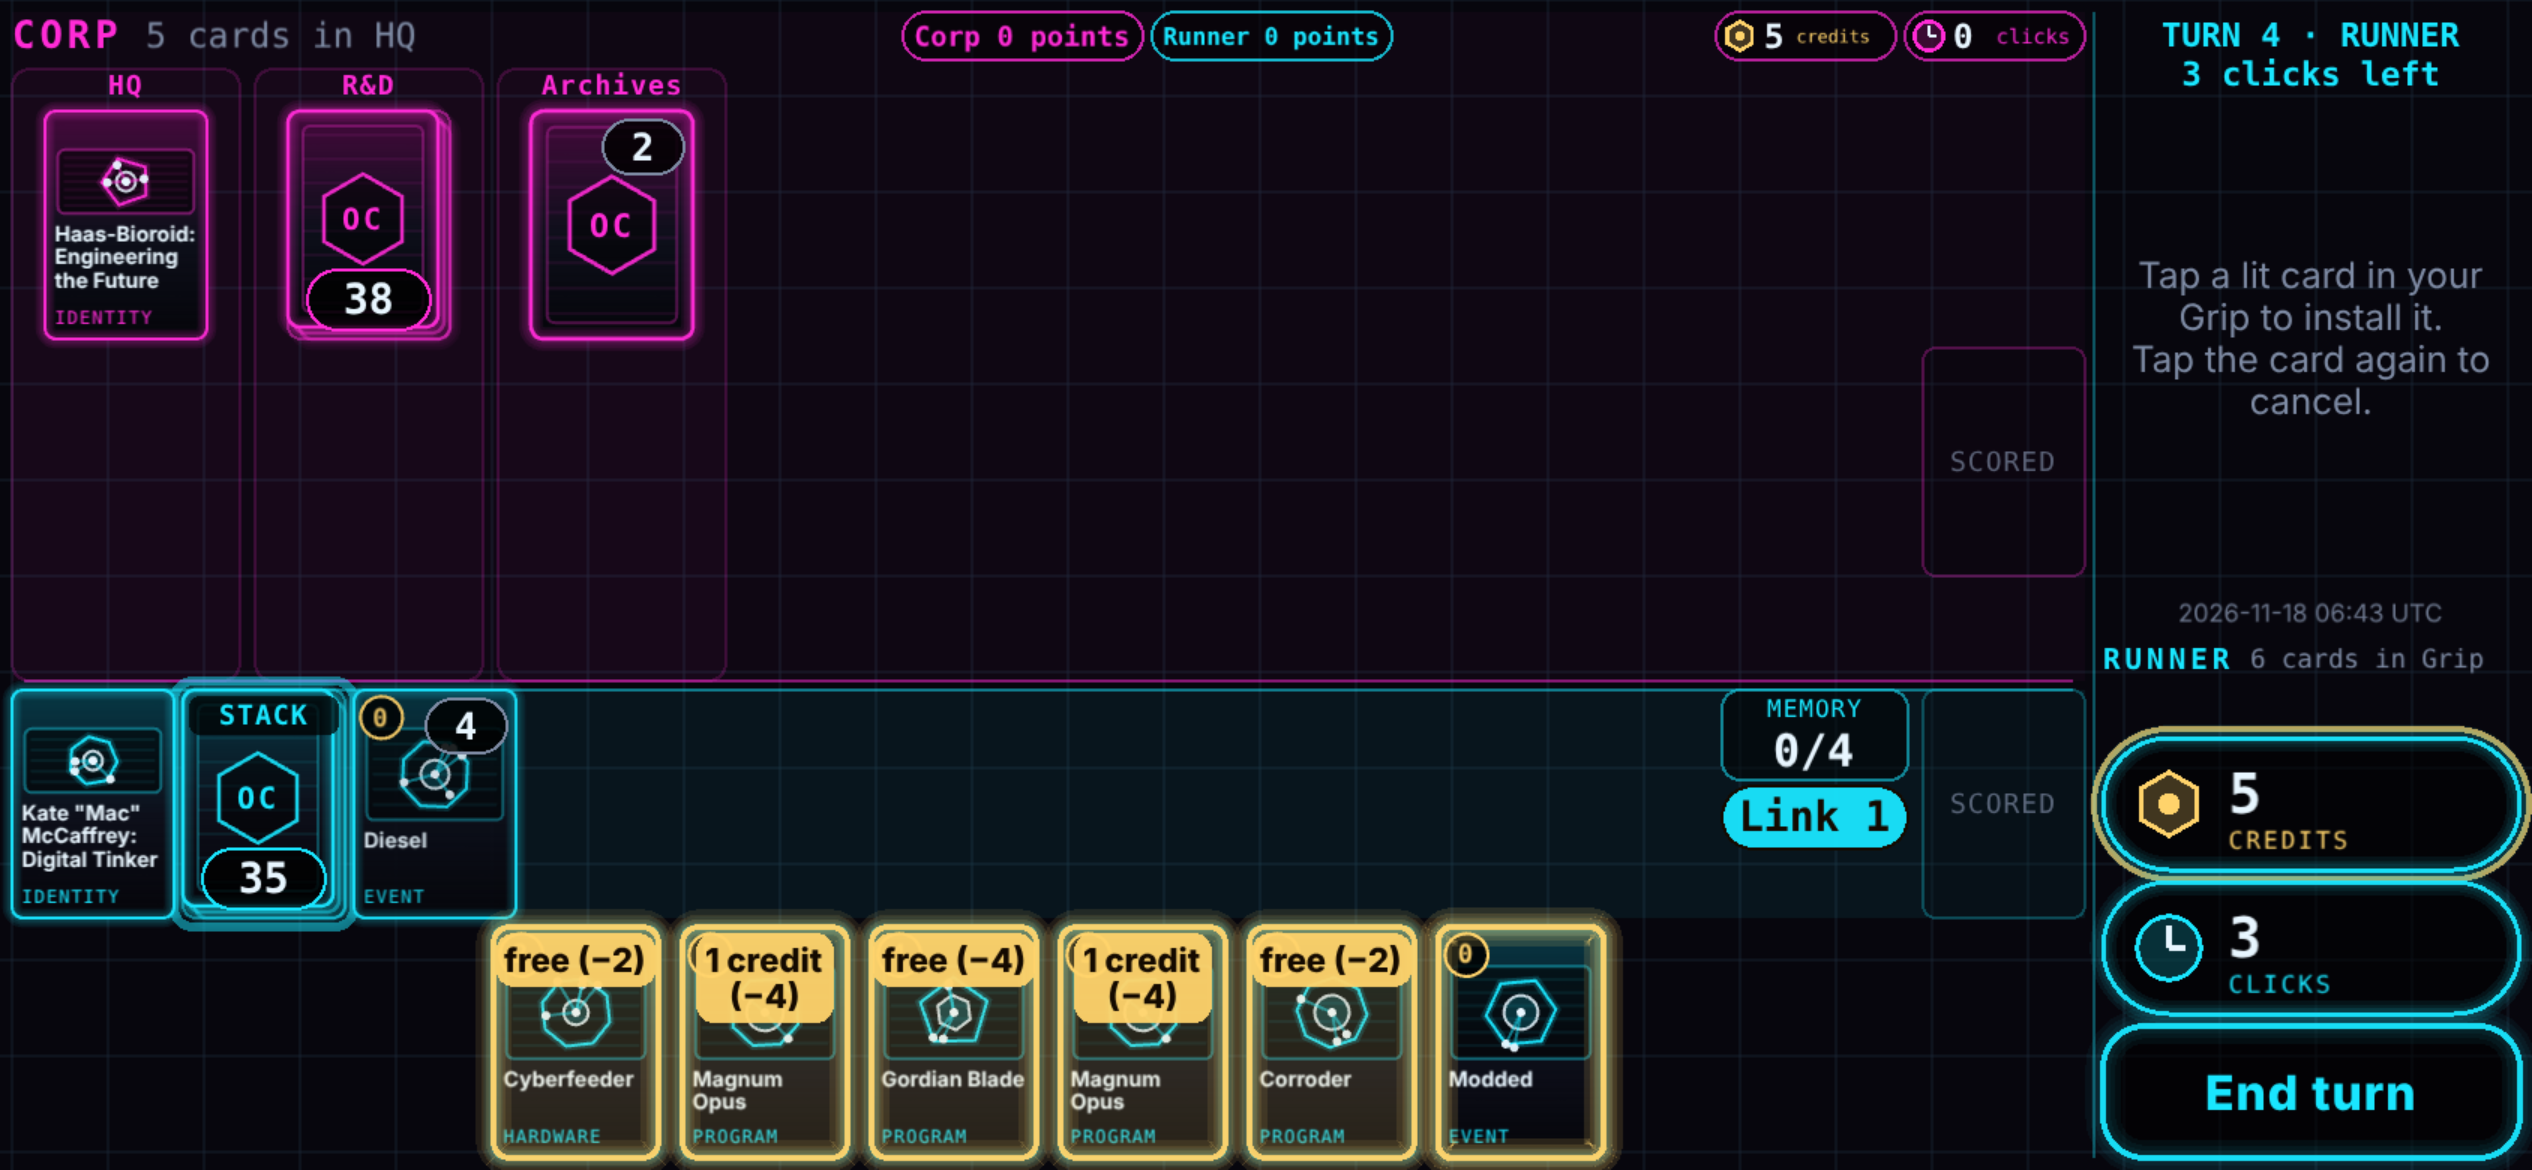 CORP 5 cards in HQ
Corp 0 points
Runner 0 points
5 credits
0 clicks
TURN 4 · RUNNER
3 clicks left
HQ
R&D
Archives
Haas-Bioroid:
Engineering
the Future
IDENTITY
OC
38
2
OC
SCORED
Tap a lit card in your
Grip to install it.
Tap the card again to
cancel.
2026-11-18 06:43 UTC
RUNNER 6 cards in Grip
Kate "Mac"
McCaffrey:
Digital Tinker
IDENTITY
STACK
OC
35
0
4
Diesel
EVENT
MEMORY
0/4
Link 1
SCORED
5
CREDITS
3
CLICKS
End turn
free (−2)
Cyberfeeder
HARDWARE
1 credit
(−4)
Magnum
Opus
PROGRAM
free (−4)
Gordian Blade
PROGRAM
1 credit
(−4)
Magnum
Opus
PROGRAM
free (−2)
Corroder
PROGRAM
0
Modded
EVENT